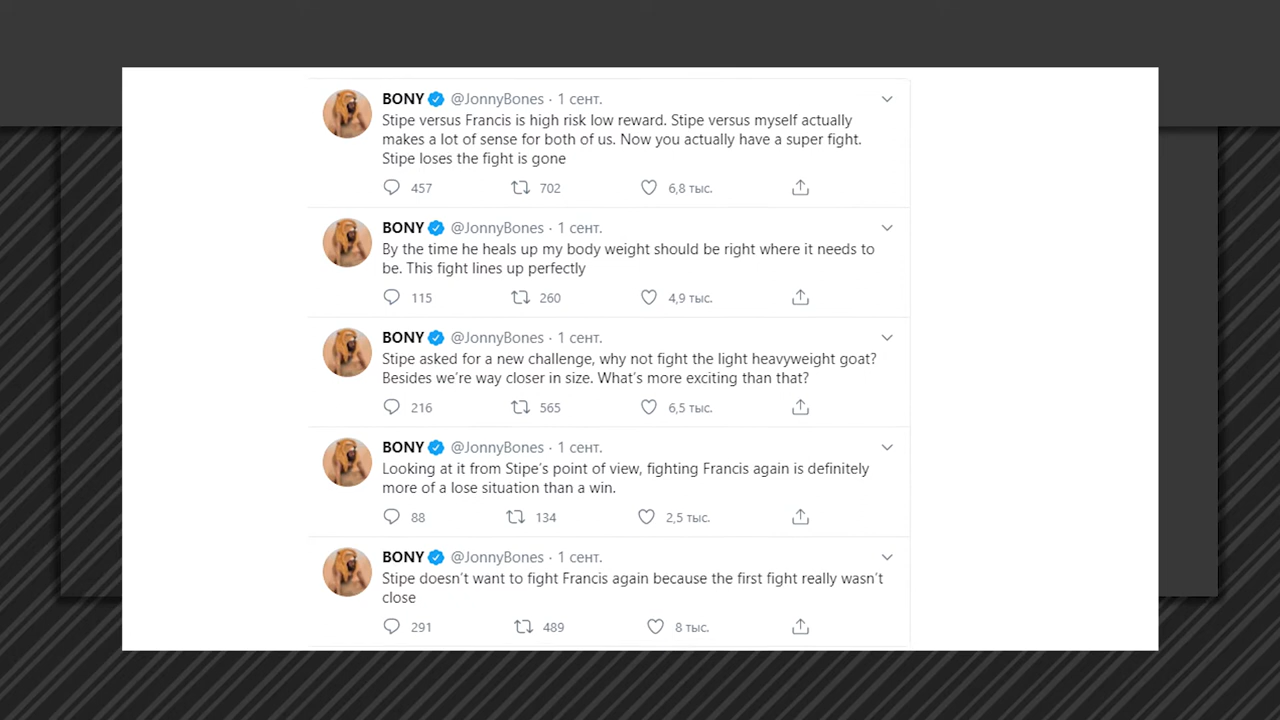 BONY @JonnyBones · 1 сент.
Stipe versus Francis is high risk low reward. Stipe versus myself actually
makes a lot of sense for both of us. Now you actually have a super fight.
Stipe loses the fight is gone
457 702 6,8 тыс.
BONY @JonnyBones · 1 сент.
By the time he heals up my body weight should be right where it needs to
be. This fight lines up perfectly
115 260 4,9 тыс.
BONY @JonnyBones · 1 сент.
Stipe asked for a new challenge, why not fight the light heavyweight goat?
Besides we’re way closer in size. What’s more exciting than that?
216 565 6,5 тыс.
BONY @JonnyBones · 1 сент.
Looking at it from Stipe’s point of view, fighting Francis again is definitely
more of a lose situation than a win.
88 134 2,5 тыс.
BONY @JonnyBones · 1 сент.
Stipe doesn’t want to fight Francis again because the first fight really wasn’t
close
291 489 8 тыс.